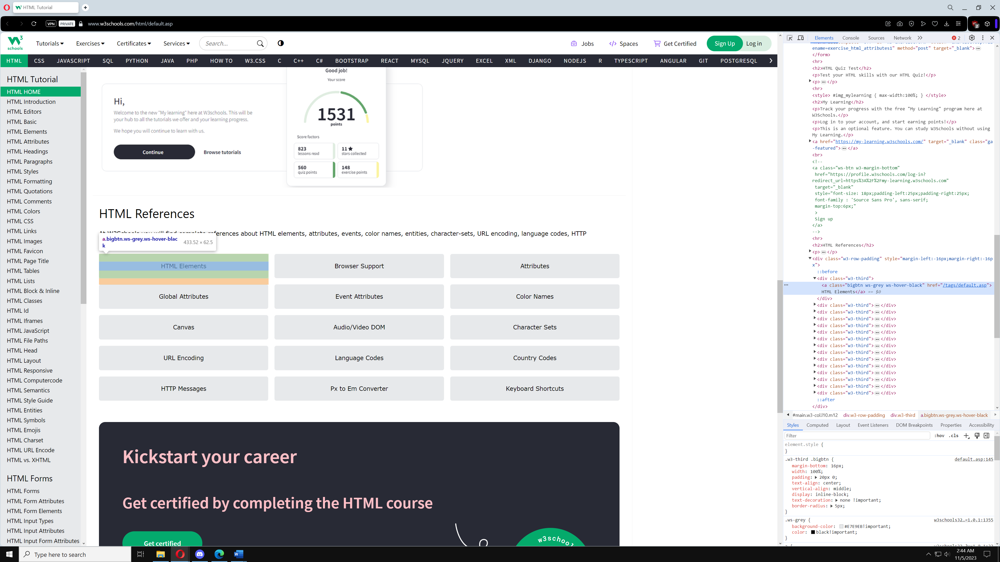 HTML Tutorial
VPN PRIVATE www.w3schools.com/html/default.asp
2
W3 schools
Tutorials Exercises Certificates Services Search... Jobs Spaces Get Certified Sign Up Log in
HTML CSS JAVASCRIPT SQL PYTHON JAVA PHP HOW TO W3.CSS C C++ C# BOOTSTRAP REACT MYSQL JQUERY EXCEL XML DJANGO NODEJS R TYPESCRIPT ANGULAR GIT POSTGRESQL
HTML Tutorial
HTML HOME
HTML Introduction
HTML Editors
HTML Basic
HTML Elements
HTML Attributes
HTML Headings
HTML Paragraphs
HTML Styles
HTML Formatting
HTML Quotations
HTML Comments
HTML Colors
HTML CSS
HTML Links
HTML Images
HTML Favicon
HTML Page Title
HTML Tables
HTML Lists
HTML Block & Inline
HTML Classes
HTML Id
HTML Iframes
HTML JavaScript
HTML File Paths
HTML Head
HTML Layout
HTML Responsive
HTML Computercode
HTML Semantics
HTML Style Guide
HTML Entities
HTML Symbols
HTML Emojis
HTML Charset
HTML URL Encode
HTML vs. XHTML
HTML Forms
HTML Forms
HTML Form Attributes
HTML Form Elements
HTML Input Types
HTML Input Attributes
HTML Input Form Attributes
Hi,
Welcome to the new "My learning" here at W3schools. This will be
your hub to all the tutorials we offer and your learning progress.
We hope you will continue to learn with us.
Continue Browse tutorials
Good job!
Your score
1531
points
Score factors
823 11
lessons read stars collected
560 148
quiz points exercise points
HTML References
At W3Schools you will find complete references about HTML elements, attributes, events, color names, entities, character-sets, URL encoding, language codes, HTTP
a.bigbtn.ws-grey.ws-hover-blac 433.52 × 62.5
k
HTML Elements Browser Support Attributes
Global Attributes Event Attributes Color Names
Canvas Audio/Video DOM Character Sets
URL Encoding Language Codes Country Codes
HTTP Messages Px to Em Converter Keyboard Shortcuts
Kickstart your career
Get certified by completing the HTML course
Get certified
w3school
Elements Console Sources Network 2
ename=exercise_html_attributes1" method="post" target="_blank">
</form>
<hr>
<h2>HTML Quiz Test</h2>
<p>Test your HTML skills with our HTML Quiz!</p>
<p>…</p>
<hr>
<style> #img_mylearning { max-width:100%; } </style>
<h2>My Learning</h2>
<p>Track your progress with the free "My Learning" program here at
W3Schools.</p>
<p>Log in to your account, and start earning points!</p>
<p>This is an optional feature. You can study W3Schools without using
My Learning.</p>
<a href="https://my-learning.w3schools.com/" target="_blank" class="ga
-featured">…</a>
<br>
<!--
<a class="ws-btn w3-margin-bottom"
href="https://profile.w3schools.com/log-in?
redirect_url=https%3A%2F%2Fmy-learning.w3schools.com"
target="_blank"
style="font-size: 18px;padding-left:25px;padding-right:25px;
font-family : 'Source Sans Pro', sans-serif;
margin-top:6px;"
>
Sign up
</a>
-->
<hr>
<h2>HTML References</h2>
<p>…</p>
<div class="w3-row-padding" style="margin-left:-16px;margin-right:-16p
x">
::before
<div class="w3-third">
<a class="bigbtn ws-grey ws-hover-black" href="/tags/default.asp">
HTML Elements</a> == $0
</div>
<div class="w3-third">…</div>
<div class="w3-third">…</div>
<div class="w3-third">…</div>
<div class="w3-third">…</div>
<div class="w3-third">…</div>
<div class="w3-third">…</div>
<div class="w3-third">…</div>
<div class="w3-third">…</div>
<div class="w3-third">…</div>
<div class="w3-third">…</div>
<div class="w3-third">…</div>
<div class="w3-third">…</div>
<div class="w3-third">…</div>
<div class="w3-third">…</div>
::after
</div>
#main.w3-col.l10.m12 div.w3-row-padding div.w3-third a.bigbtn.ws-grey.ws-hover-black
Styles Computed Layout Event Listeners DOM Breakpoints Properties Accessibility
Filter :hov .cls
element.style {
}
.w3-third .bigbtn { default.asp:145
margin-bottom: 16px;
width: 100%;
padding: 20px 0;
text-align: center;
vertical-align: middle;
display: inline-block;
text-decoration: none !important;
border-radius: 5px;
}
.ws-grey { w3schools32…=1.0.1:1355
background-color: #E7E9EB!important;
color: black!important;
}
Type here to search
2:44 AM
11/5/2023